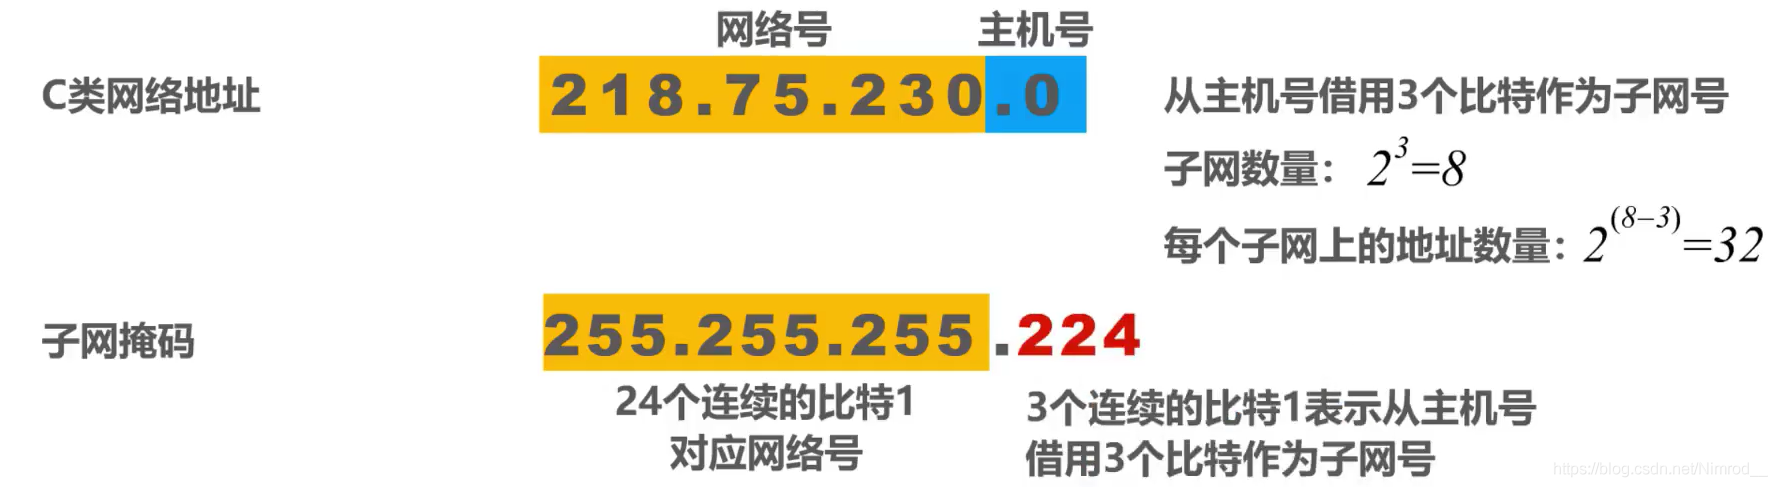 网络号 主机号
C类网络地址 218.75.230.0 从主机号借用3个比特作为子网号
子网数量： 2^3=8
每个子网上的地址数量：2^(8-3)=32
子网掩码 255.255.255.224
24个连续的比特1
对应网络号
3个连续的比特1表示从主机号
借用3个比特作为子网号
https://blog.csdn.net/Nimrod__